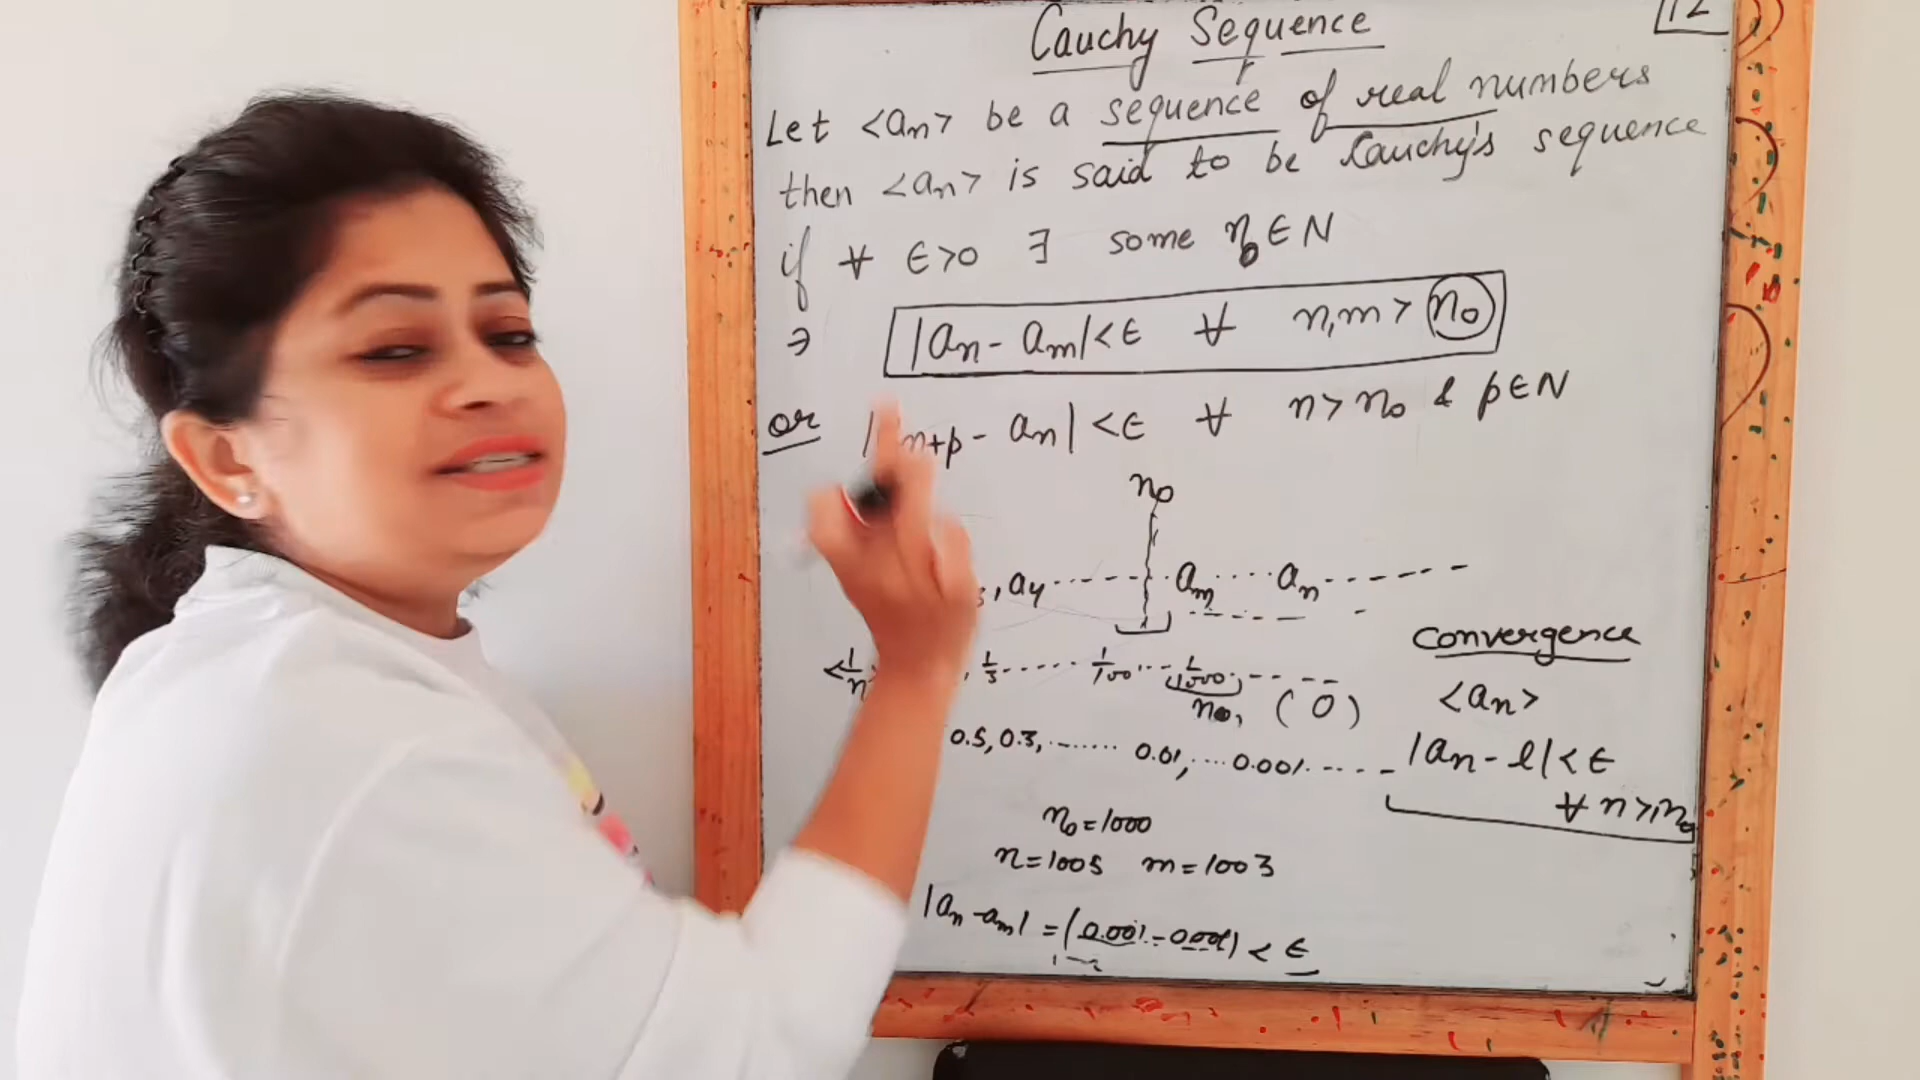 Cauchy Sequence
12
Let <an> be a sequence of real numbers
then <an> is said to be Cauchy's sequence
if ∀ ϵ>0 ∃ some n₀∈N
∋ |an - am|<ϵ ∀ n,m > n₀
or | n+p - an| <ϵ ∀ n> n₀ & p∈N
n₀
, a4 ------ am ···· an ------
<1/n , 1/3 ····· 1/100 ··· 1/1000 ·-----
n₀, (0)
0.5, 0.3, ------ 0.01, ···· 0.001 ·····
Convergence
<an>
|an - l| < ϵ
∀ n>,n₀
n₀ = 1000
n = 1005 m = 1003
|an - am| = (0.001 - 0.001) < ϵ